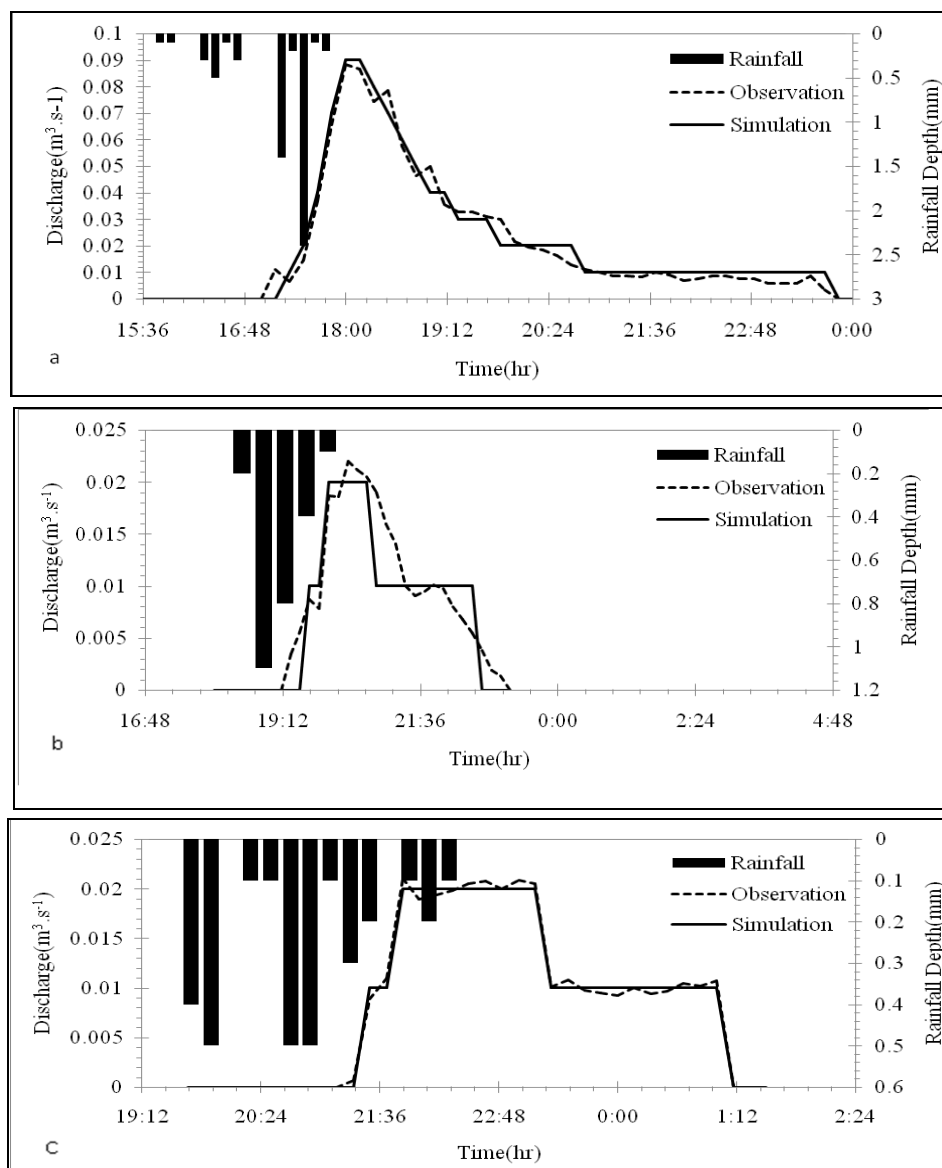 0.1
0.09
0.08
0.07
0.06
0.05
0.04
0.03
0.02
0.01
0
Discharge(m³.s-1)
0
0.5
1
1.5
2
2.5
3
Rainfall Depth(mm)
Rainfall
Observation
Simulation
15:36 16:48 18:00 19:12 20:24 21:36 22:48 0:00
Time(hr)
a
0.025
0.02
0.015
0.01
0.005
0
Discharge(m³.s⁻¹)
0
0.2
0.4
0.6
0.8
1
1.2
Rainfall Depth(mm)
Rainfall
Observation
Simulation
16:48 19:12 21:36 0:00 2:24 4:48
Time(hr)
b
0.025
0.02
0.015
0.01
0.005
0
Discharge(m³.s⁻¹)
0
0.1
0.2
0.3
0.4
0.5
0.6
Rainfall Depth(mm)
Rainfall
Observation
Simulation
19:12 20:24 21:36 22:48 0:00 1:12 2:24
Time(hr)
C